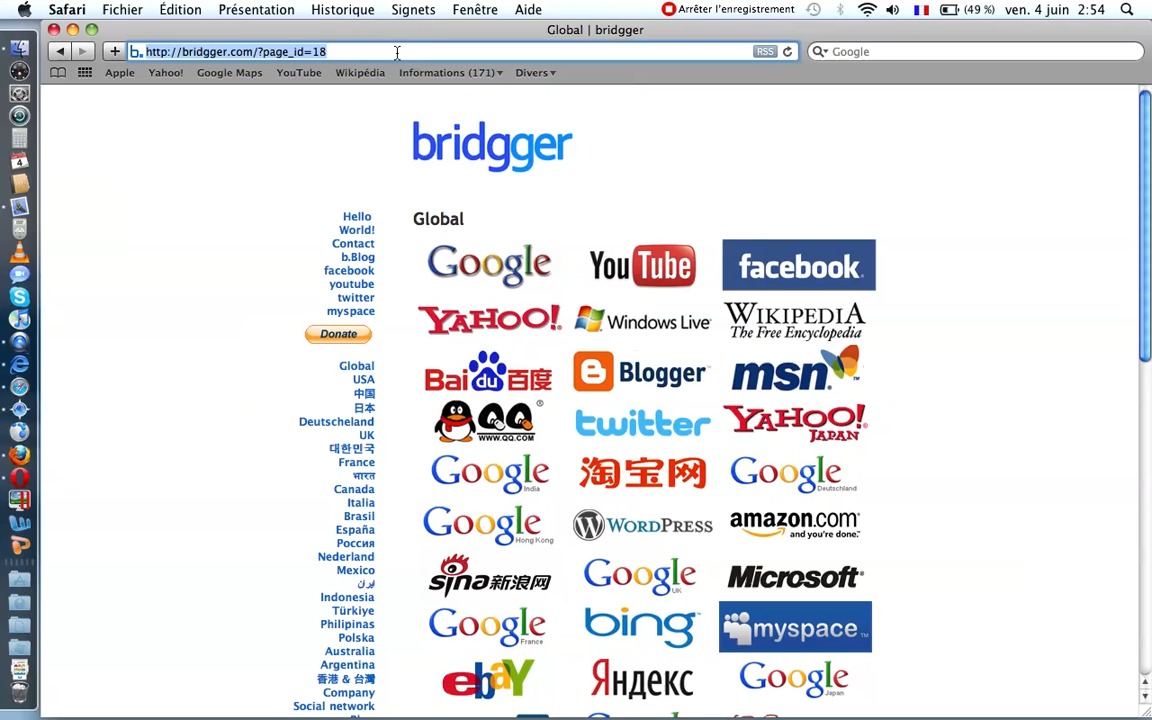 Safari Fichier Édition Présentation Historique Signets Fenêtre Aide Arrêter l'enregistrement (49 %) ven. 4 juin 2:54
Global | bridgger
b. http://bridgger.com/?page_id=18 RSS Google
Apple Yahoo! Google Maps YouTube Wikipédia Informations (171) Divers
bridgger
Global
Hello
World!
Contact
b.Blog
facebook
youtube
twitter
myspace
Donate
Global
USA
中国
日本
Deutscheland
UK
대한민국
France
भारत
Canada
Italia
Brasil
España
Россия
Nederland
Mexico
ایران
Indonesia
Türkiye
Philipinas
Polska
Australia
Argentina
香港 & 台灣
Company
Social network
Google YouTube facebook
YAHOO! Windows Live WIKIPEDIA
The Free Encyclopedia
Bai du 百度 Blogger msn
QQ WWW.QQ.COM twitter YAHOO! JAPAN
Google India 淘宝网 Google Deutschland
Google Hong Kong WORDPRESS amazon.com
and you're done.
sina新浪网 Google UK Microsoft
Google France bing myspace
ebay Яндекс Google Japan